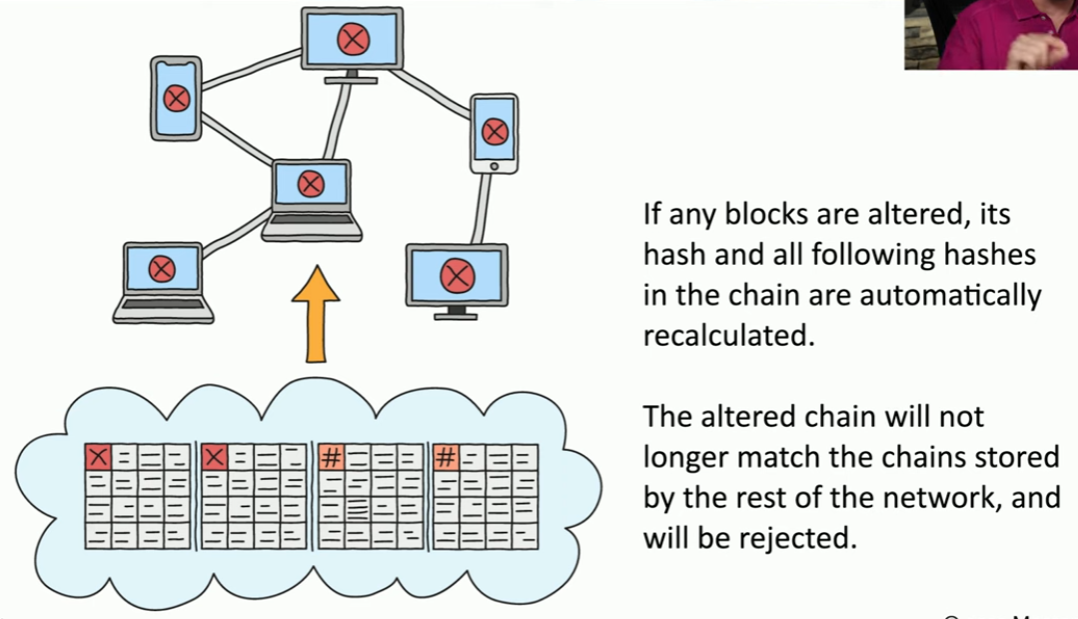 If any blocks are altered, its
hash and all following hashes
in the chain are automatically
recalculated.
The altered chain will not
longer match the chains stored
by the rest of the network, and
will be rejected.
# #